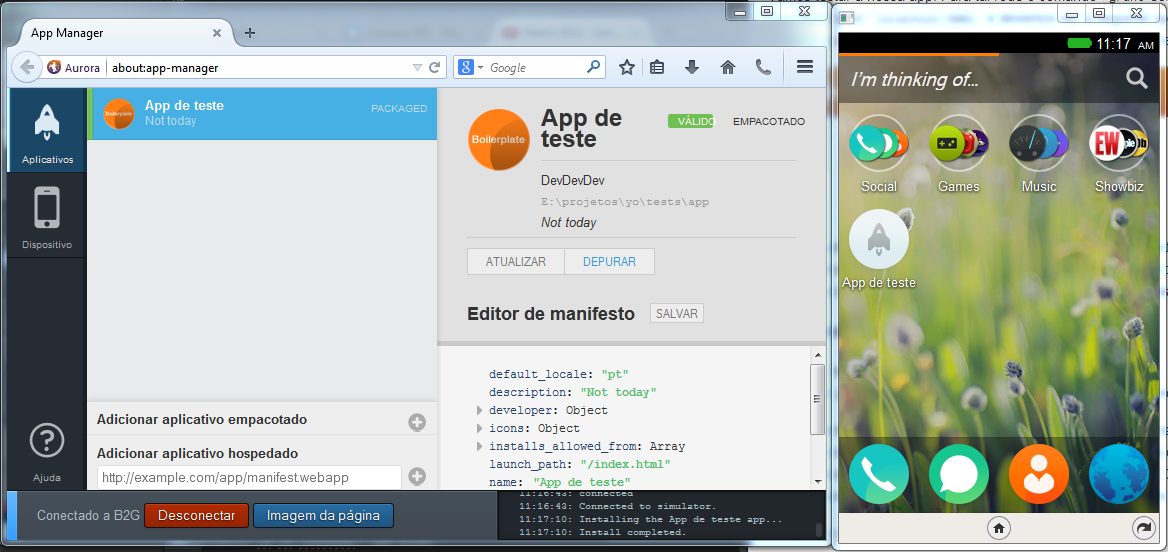 App Manager
Aurora
about:app-manager
Google
Aplicativos
Dispositivo
Ajuda
Boilerplate
App de teste
Not today
PACKAGED
Adicionar aplicativo empacotado
Adicionar aplicativo hospedado
http://example.com/app/manifest.webapp
Boilerplate
App de
teste
VÁLIDO
EMPACOTADO
DevDevDev
E:\projetos\yo\tests\app
Not today
ATUALIZAR
DEPURAR
Editor de manifesto
SALVAR
default_locale: "pt"
description: "Not today"
developer: Object
icons: Object
installs_allowed_from: Array
launch_path: "/index.html"
name: "App de teste"
Conectado a B2G
Desconectar
Imagem da página
11:16:43: connected
11:16:43: Connected to simulator.
11:17:10: Installing the App de teste app...
11:17:10: Install completed.
11:17 AM
I'm thinking of...
EW
Social
Games
Music
Showbiz
App de teste